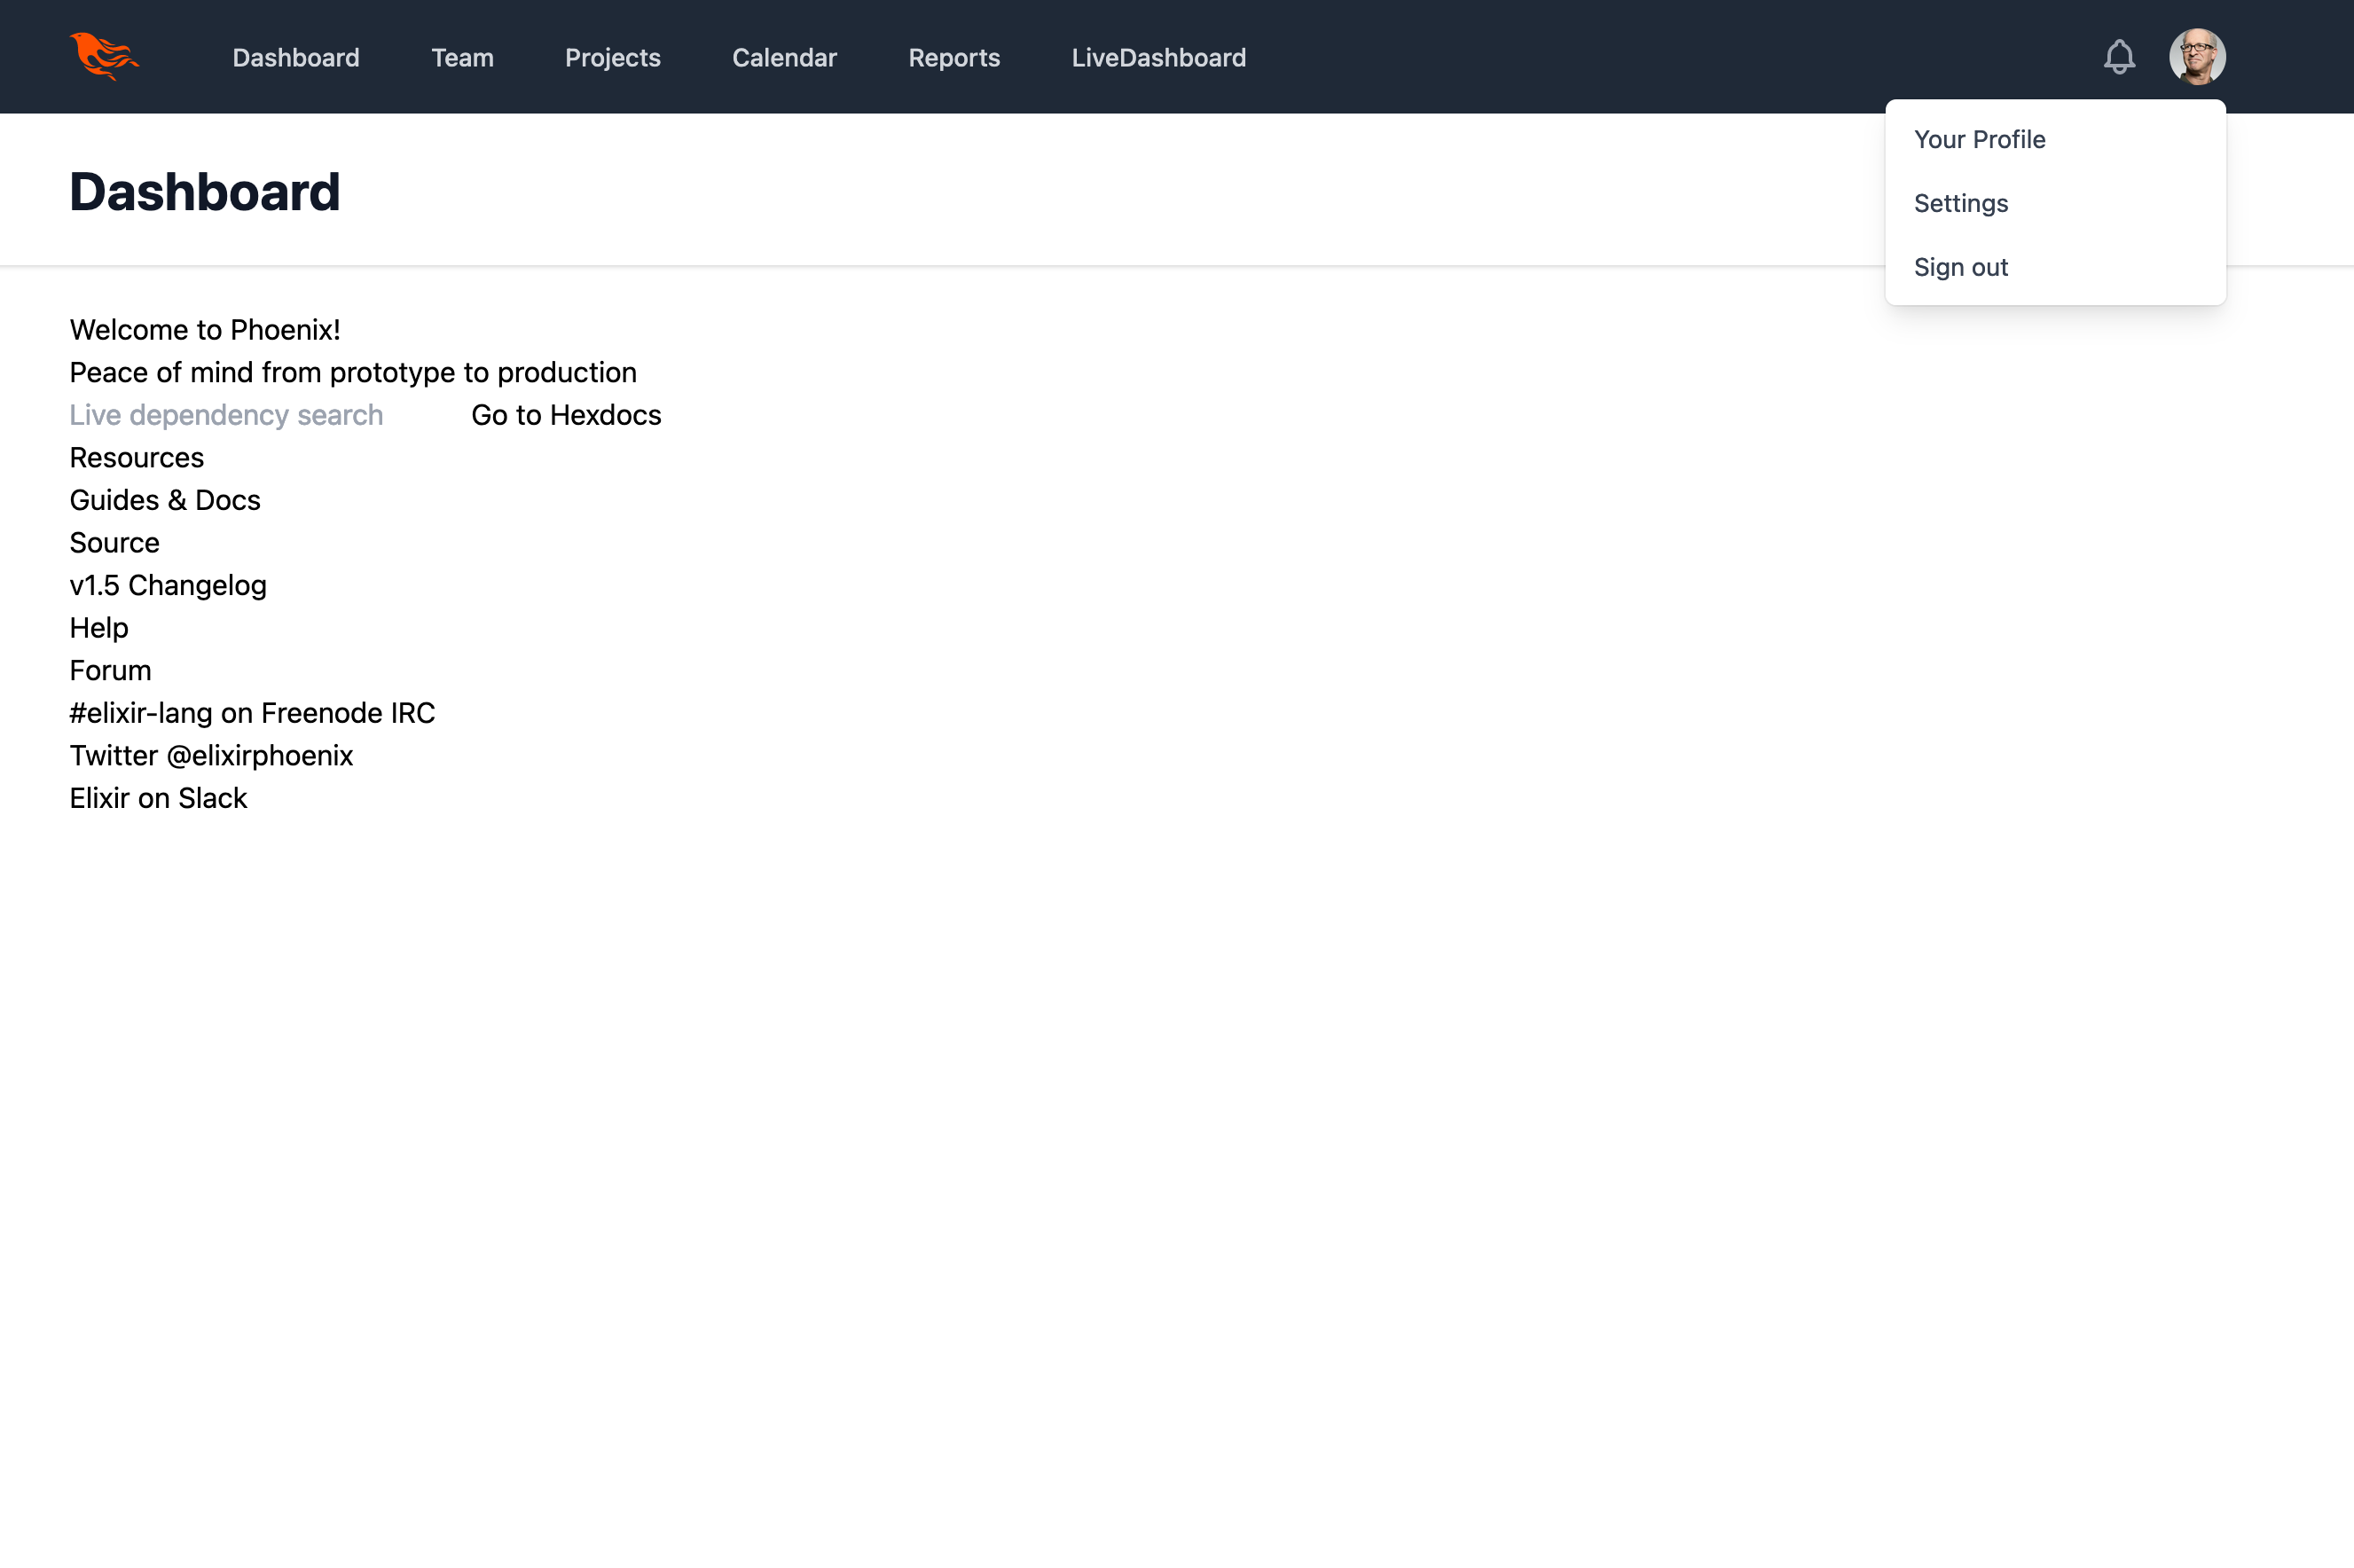 Dashboard Team Projects Calendar Reports LiveDashboard
Your Profile
Settings
Sign out
Dashboard
Welcome to Phoenix!
Peace of mind from prototype to production
Live dependency search Go to Hexdocs
Resources
Guides & Docs
Source
v1.5 Changelog
Help
Forum
#elixir-lang on Freenode IRC
Twitter @elixirphoenix
Elixir on Slack